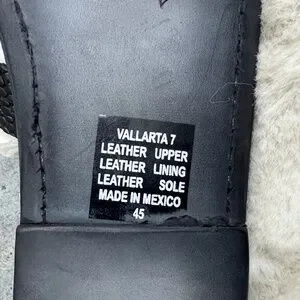 VALLARTA 7
LEATHER UPPER
LEATHER LINING
LEATHER SOLE
MADE IN MEXICO
45